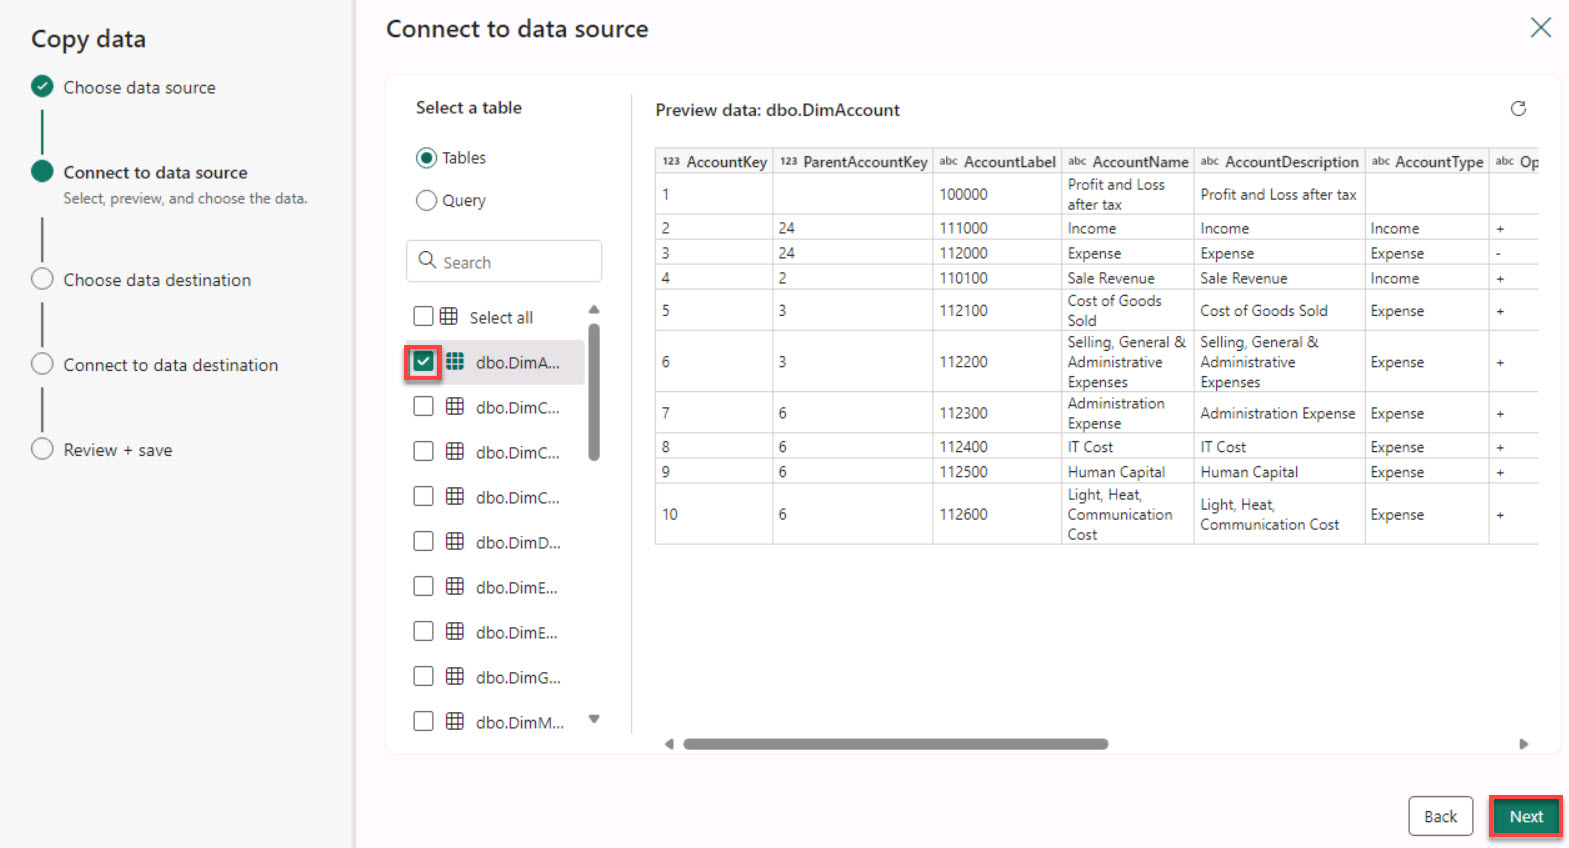 Copy data
Choose data source
Connect to data source
Select, preview, and choose the data.
Choose data destination
Connect to data destination
Review + save
Connect to data source
Select a table
Tables
Query
Search
Select all
dbo.DimA...
dbo.DimC...
dbo.DimC...
dbo.DimC...
dbo.DimD...
dbo.DimE...
dbo.DimE...
dbo.DimG...
dbo.DimM...
Preview data: dbo.DimAccount
123 AccountKey 123 ParentAccountKey abc AccountLabel abc AccountName abc AccountDescription abc AccountType abc Op
1 100000 Profit and Loss after tax Profit and Loss after tax
2 24 111000 Income Income Income +
3 24 112000 Expense Expense Expense -
4 2 110100 Sale Revenue Sale Revenue Income +
5 3 112100 Cost of Goods Sold Cost of Goods Sold Expense +
6 3 112200 Selling, General & Administrative Expenses Selling, General & Administrative Expenses Expense +
7 6 112300 Administration Expense Administration Expense Expense +
8 6 112400 IT Cost IT Cost Expense +
9 6 112500 Human Capital Human Capital Expense +
10 6 112600 Light, Heat, Communication Cost Light, Heat, Communication Cost Expense +
Back
Next